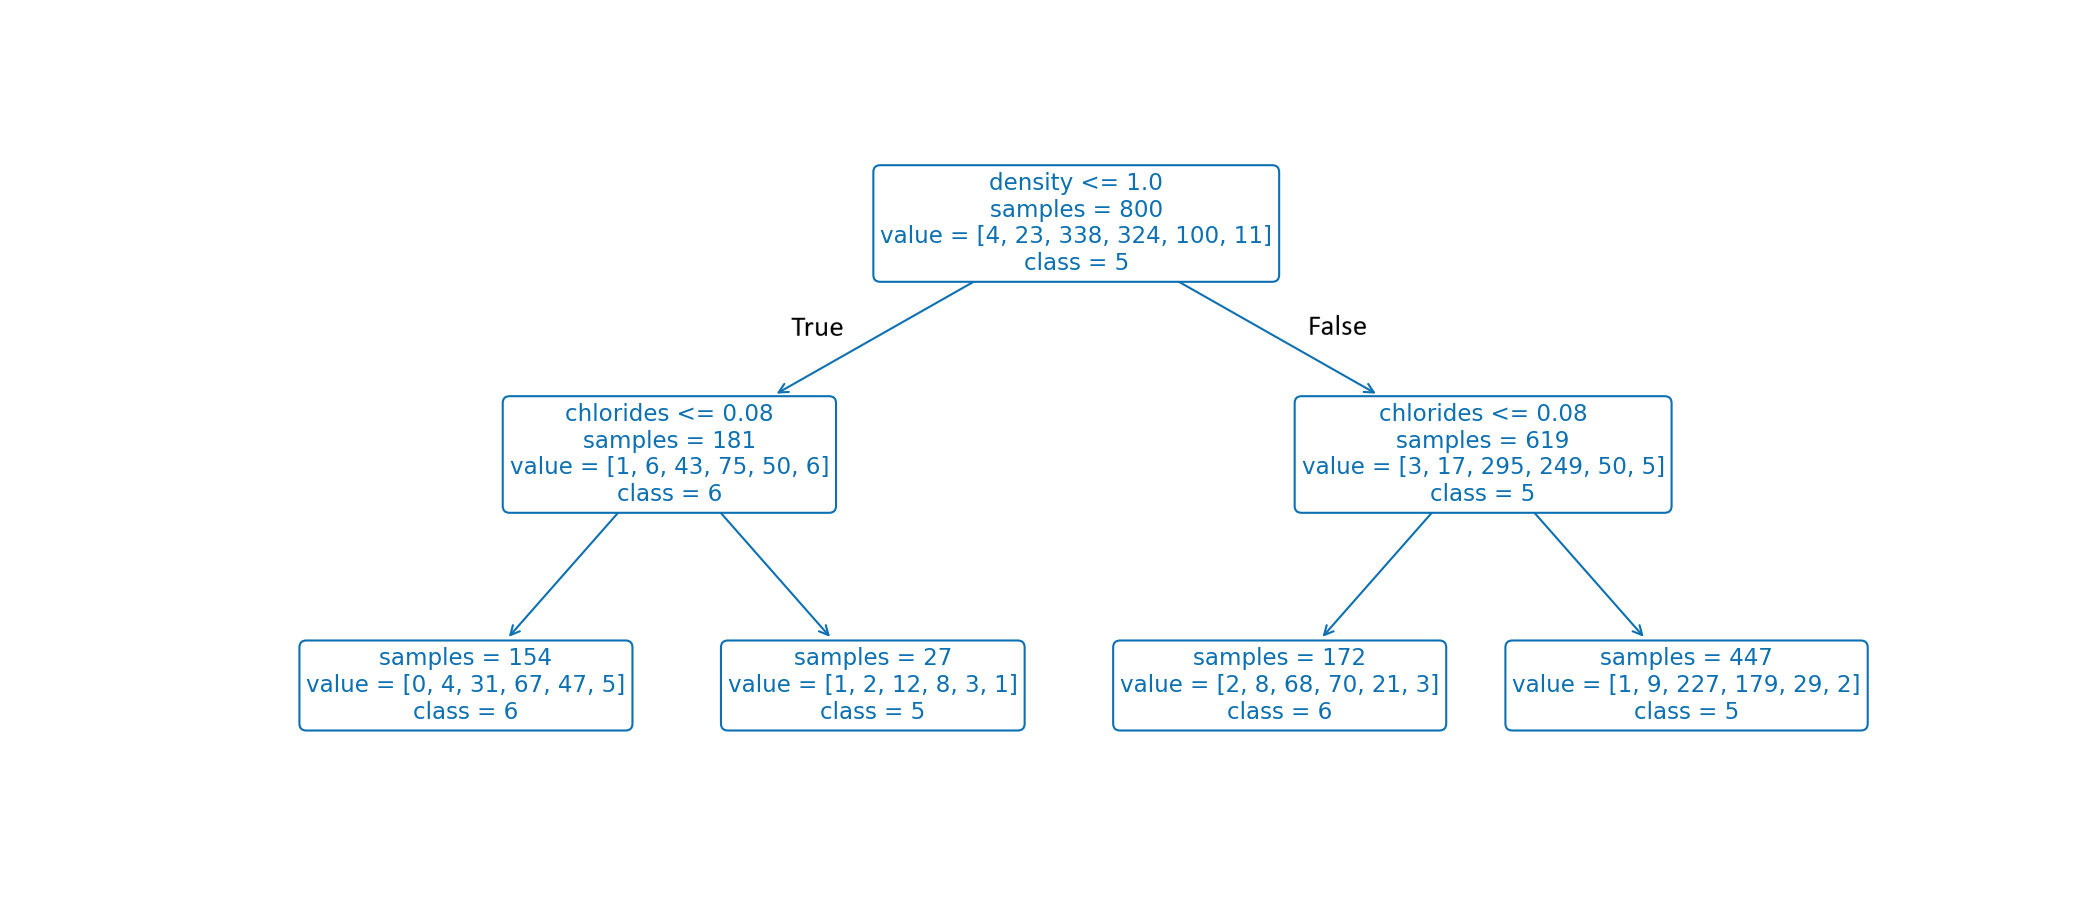 density <= 1.0
samples = 800
value = [4, 23, 338, 324, 100, 11]
class = 5
True
False
chlorides <= 0.08
samples = 181
value = [1, 6, 43, 75, 50, 6]
class = 6
chlorides <= 0.08
samples = 619
value = [3, 17, 295, 249, 50, 5]
class = 5
samples = 154
value = [0, 4, 31, 67, 47, 5]
class = 6
samples = 27
value = [1, 2, 12, 8, 3, 1]
class = 5
samples = 172
value = [2, 8, 68, 70, 21, 3]
class = 6
samples = 447
value = [1, 9, 227, 179, 29, 2]
class = 5